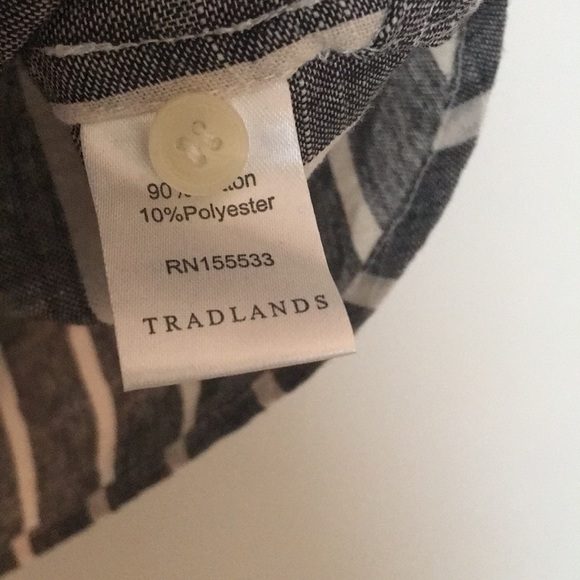 90%
10%Polyester
RN155533
TRADLANDS